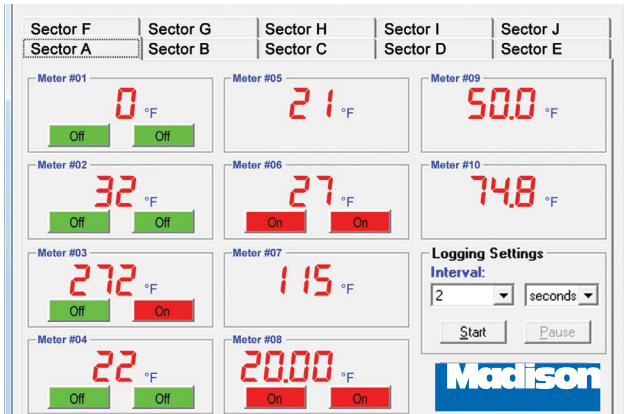 Sector F Sector G Sector H Sector I Sector J
Sector A Sector B Sector C Sector D Sector E
Meter #01
0 °F
Off Off
Meter #02
32 °F
Off Off
Meter #03
272 °F
Off On
Meter #04
22 °F
Off Off
Meter #05
21 °F
Meter #06
27 °F
On On
Meter #07
115 °F
Meter #08
20.00 °F
On On
Meter #09
50.0 °F
Meter #10
74.8 °F
Logging Settings
Interval:
2 seconds
Start Pause
Madison